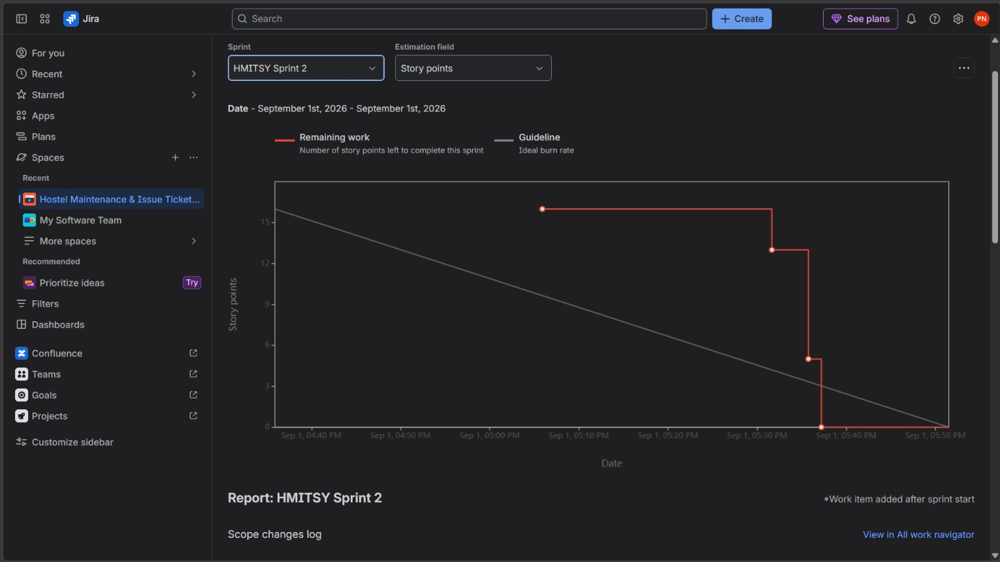 Jira
Search
+ Create
See plans
PN
For you
Recent
Starred
Apps
Plans
Spaces
Recent
Hostel Maintenance & Issue Ticket...
My Software Team
More spaces
Recommended
Prioritize ideas Try
Filters
Dashboards
Confluence
Teams
Goals
Projects
Customize sidebar
Sprint
HMITSY Sprint 2
Estimation field
Story points
Date - September 1st, 2026 - September 1st, 2026
Remaining work
Number of story points left to complete this sprint
Guideline
Ideal burn rate
Story points
15
12
9
6
3
0
Sep 1, 04:40 PM Sep 1, 04:50 PM Sep 1, 05:00 PM Sep 1, 05:10 PM Sep 1, 05:20 PM Sep 1, 05:30 PM Sep 1, 05:40 PM Sep 1, 05:50 PM
Date
Report: HMITSY Sprint 2
*Work item added after sprint start
Scope changes log
View in All work navigator